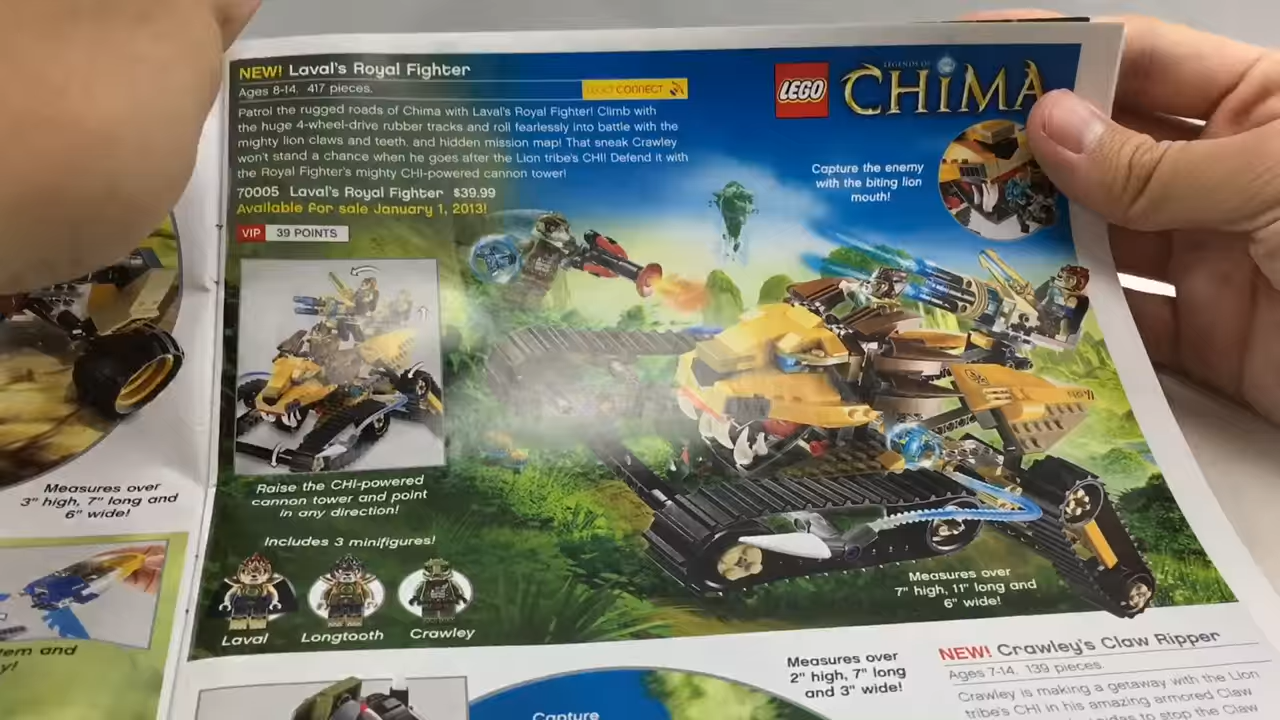 NEW! Laval's Royal Fighter
Ages 8-14. 417 pieces.
CONNECT
Patrol the rugged roads of Chima with Laval's Royal Fighter! Climb with
the huge 4-wheel-drive rubber tracks and roll fearlessly into battle with the
mighty lion claws and teeth, and hidden mission map! That sneak Crawley
won't stand a chance when he goes after the Lion tribe's CHI! Defend it with
the Royal Fighter's mighty CHI-powered cannon tower!
70005 Laval's Royal Fighter $39.99
Available for sale January 1, 2013!
VIP 39 POINTS
LEGO
LEGENDS OF
CHIMA
Capture the enemy
with the biting lion
mouth!
Raise the CHI-powered
cannon tower and point
in any direction!
Includes 3 minifigures!
Laval Longtooth Crawley
Measures over
7" high, 11" long and
6" wide!
Measures over
3" high, 7" long and
6" wide!
and
Measures over
2" high, 7" long
and 3" wide!
Capture
NEW! Crawley's Claw Ripper
Ages 7-14. 139 pieces.
Crawley is making a getaway with the Lion
tribe's CHI in his amazing armored Claw
to stop the Claw